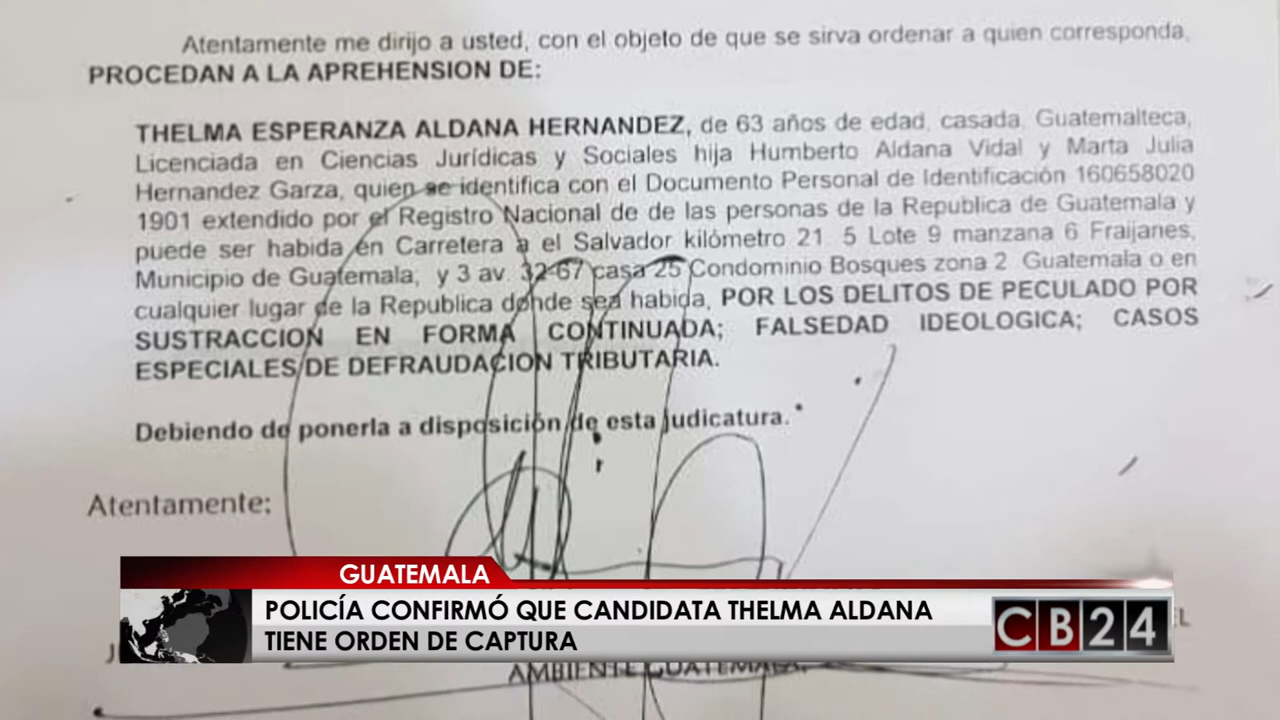 Atentamente me dirijo a usted, con el objeto de que se sirva ordenar a quien corresponda,
PROCEDAN A LA APREHENSION DE:
THELMA ESPERANZA ALDANA HERNANDEZ, de 63 años de edad, casada, Guatemalteca,
Licenciada en Ciencias Jurídicas y Sociales hija Humberto Aldana Vidal y Marta Julia
Hernandez Garza, quien se identifica con el Documento Personal de Identificación 160658020
1901 extendido por el Registro Nacional de de las personas de la Republica de Guatemala y
puede ser habida en Carretera a el Salvador kilómetro 21 5 Lote 9 manzana 6 Fraijanes,
Municipio de Guatemala, y 3 av. 32-67 casa 25 Condominio Bosques zona 2 Guatemala o en
cualquier lugar de la Republica donde sea habida, POR LOS DELITOS DE PECULADO POR
SUSTRACCION EN FORMA CONTINUADA; FALSEDAD IDEOLOGICA; CASOS
ESPECIALES DE DEFRAUDACION TRIBUTARIA.
Debiendo de ponerla a disposición de esta judicatura.
Atentamente;
GUATEMALA
POLICÍA CONFIRMÓ QUE CANDIDATA THELMA ALDANA
TIENE ORDEN DE CAPTURA
CB24
AMBIENTE GUATEMALA.